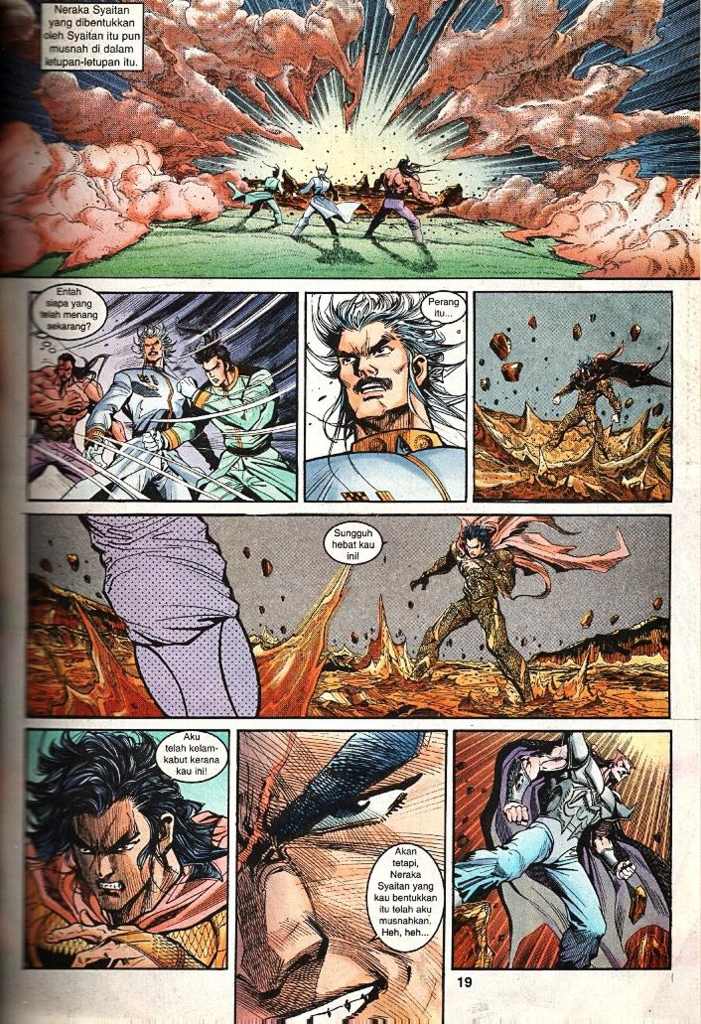 Neraka Syaitan
yang dibentukkan
oleh Syaitan itu pun
musnah di dalam
letupan-letupan itu.
Entah
siapa yang
telah menang
sekarang?
Perang
itu...
Sungguh
hebat kau
ini!
Aku
telah kelam-
kabut kerana
kau ini!
Akan
tetapi,
Neraka
Syaitan yang
kau bentukkan
itu telah aku
musnahkan.
Heh, heh...
19